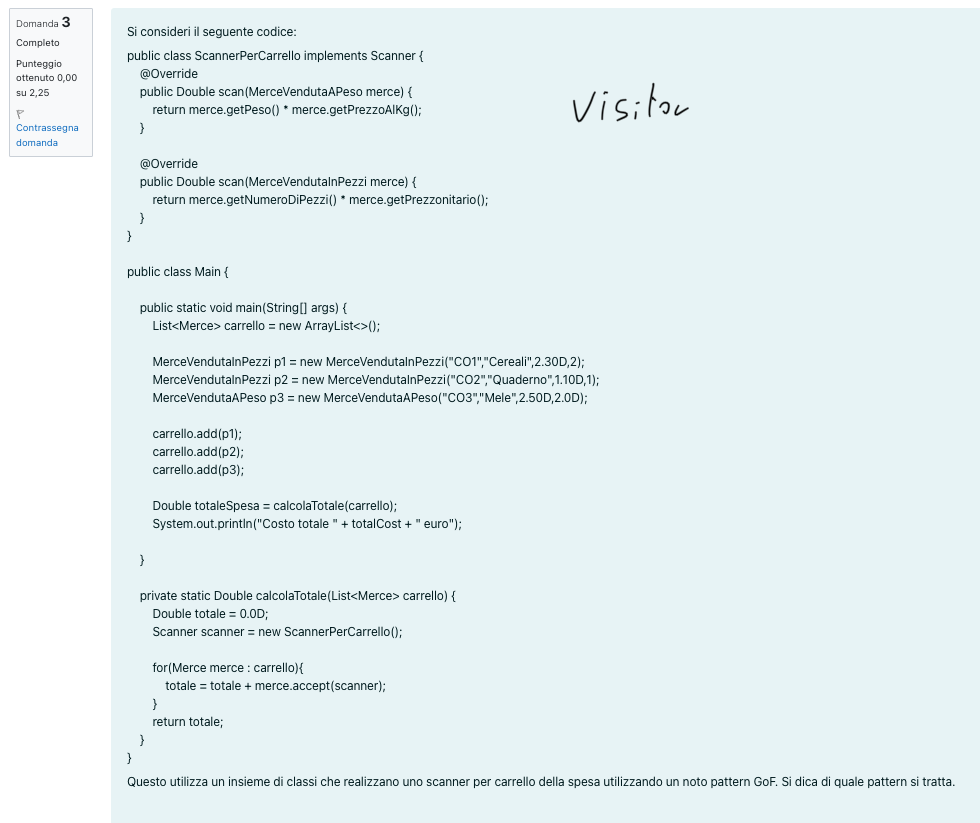 Domanda 3
Completo
Punteggio
ottenuto 0,00
su 2,25
Contrassegna
domanda
Si consideri il seguente codice:
public class ScannerPerCarrello implements Scanner {
@Override
public Double scan(MerceVendutaAPeso merce) {
return merce.getPeso() * merce.getPrezzoAlKg();
}
Visitor
@Override
public Double scan(MerceVendutaInPezzi merce) {
return merce.getNumeroDiPezzi() * merce.getPrezzonitario();
}
}
public class Main {
public static void main(String[] args) {
List<Merce> carrello = new ArrayList<>();
MerceVendutaInPezzi p1 = new MerceVendutaInPezzi("CO1","Cereali",2.30D,2);
MerceVendutaInPezzi p2 = new MerceVendutaInPezzi("CO2","Quaderno",1.10D,1);
MerceVendutaAPeso p3 = new MerceVendutaAPeso("CO3","Mele",2.50D,2.0D);
carrello.add(p1);
carrello.add(p2);
carrello.add(p3);
Double totaleSpesa = calcolaTotale(carrello);
System.out.println("Costo totale " + totalCost + " euro");
}
private static Double calcolaTotale(List<Merce> carrello) {
Double totale = 0.0D;
Scanner scanner = new ScannerPerCarrello();
for(Merce merce : carrello){
totale = totale + merce.accept(scanner);
}
return totale;
}
}
Questo utilizza un insieme di classi che realizzano uno scanner per carrello della spesa utilizzando un noto pattern GoF. Si dica di quale pattern si tratta.